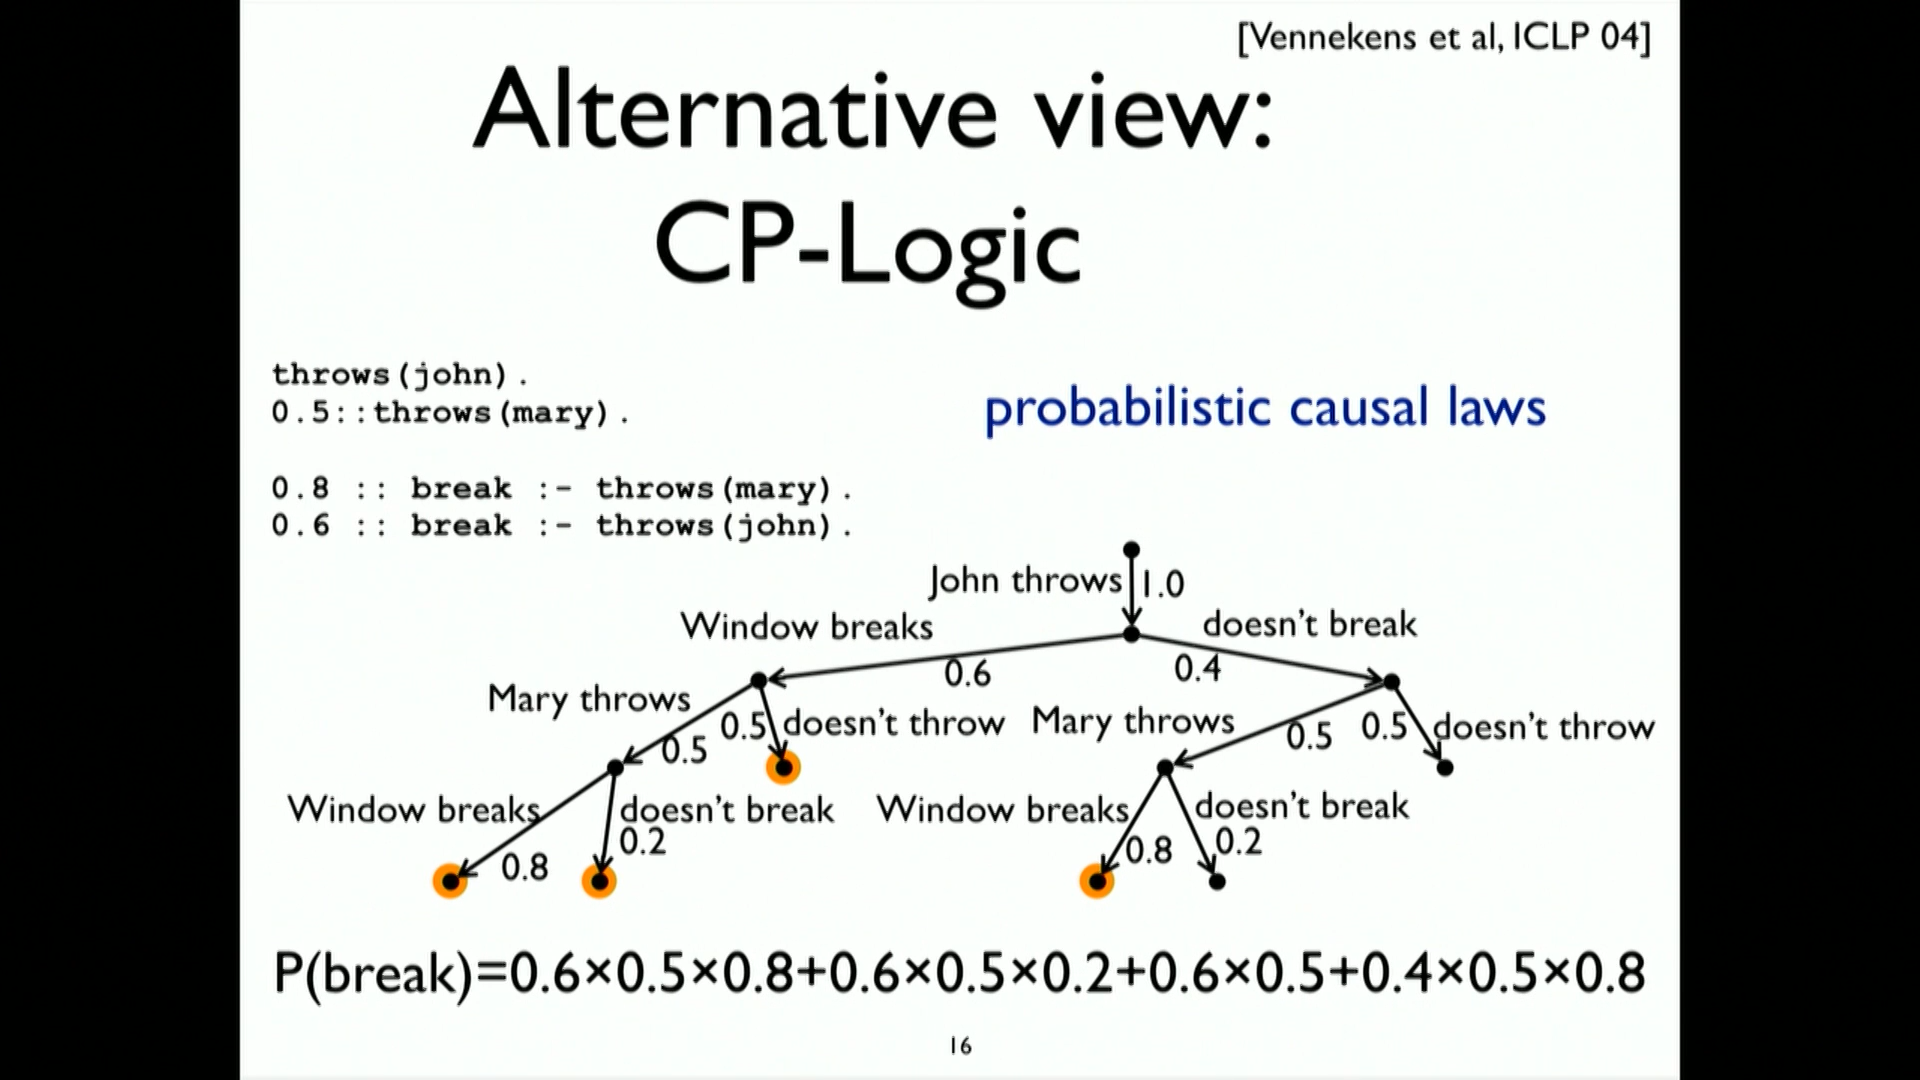 [Vennekens et al, ICLP 04]
Alternative view:
CP-Logic
throws(john).
0.5::throws(mary).
probabilistic causal laws
0.8 :: break :- throws(mary).
0.6 :: break :- throws(john).
John throws 1.0
Window breaks
doesn't break
0.6
0.4
Mary throws
0.5
0.5
doesn't throw
Mary throws
0.5
0.5
doesn't throw
Window breaks
0.8
doesn't break
0.2
Window breaks
0.8
doesn't break
0.2
P(break)=0.6×0.5×0.8+0.6×0.5×0.2+0.6×0.5+0.4×0.5×0.8
16